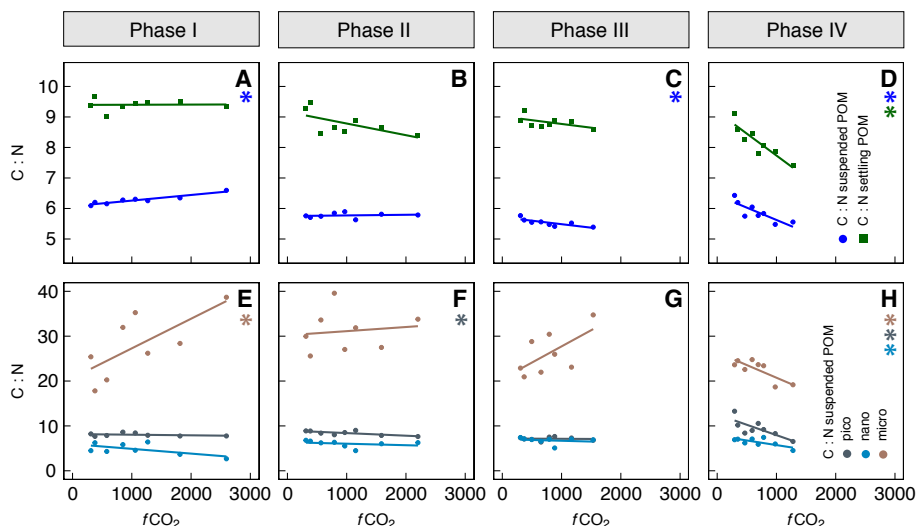 Phase I
Phase II
Phase III
Phase IV
A
*
B
C
*
D
*
*
C : N
10
9
8
7
6
5
C : N suspended POM
C : N settling POM
E
*
F
*
G
H
*
*
*
C : N
40
30
20
10
0
C : N suspended POM
pico
nano
micro
0 1000 2000 3000
0 1000 2000 3000
0 1000 2000 3000
0 1000 2000 3000
fCO2
fCO2
fCO2
fCO2